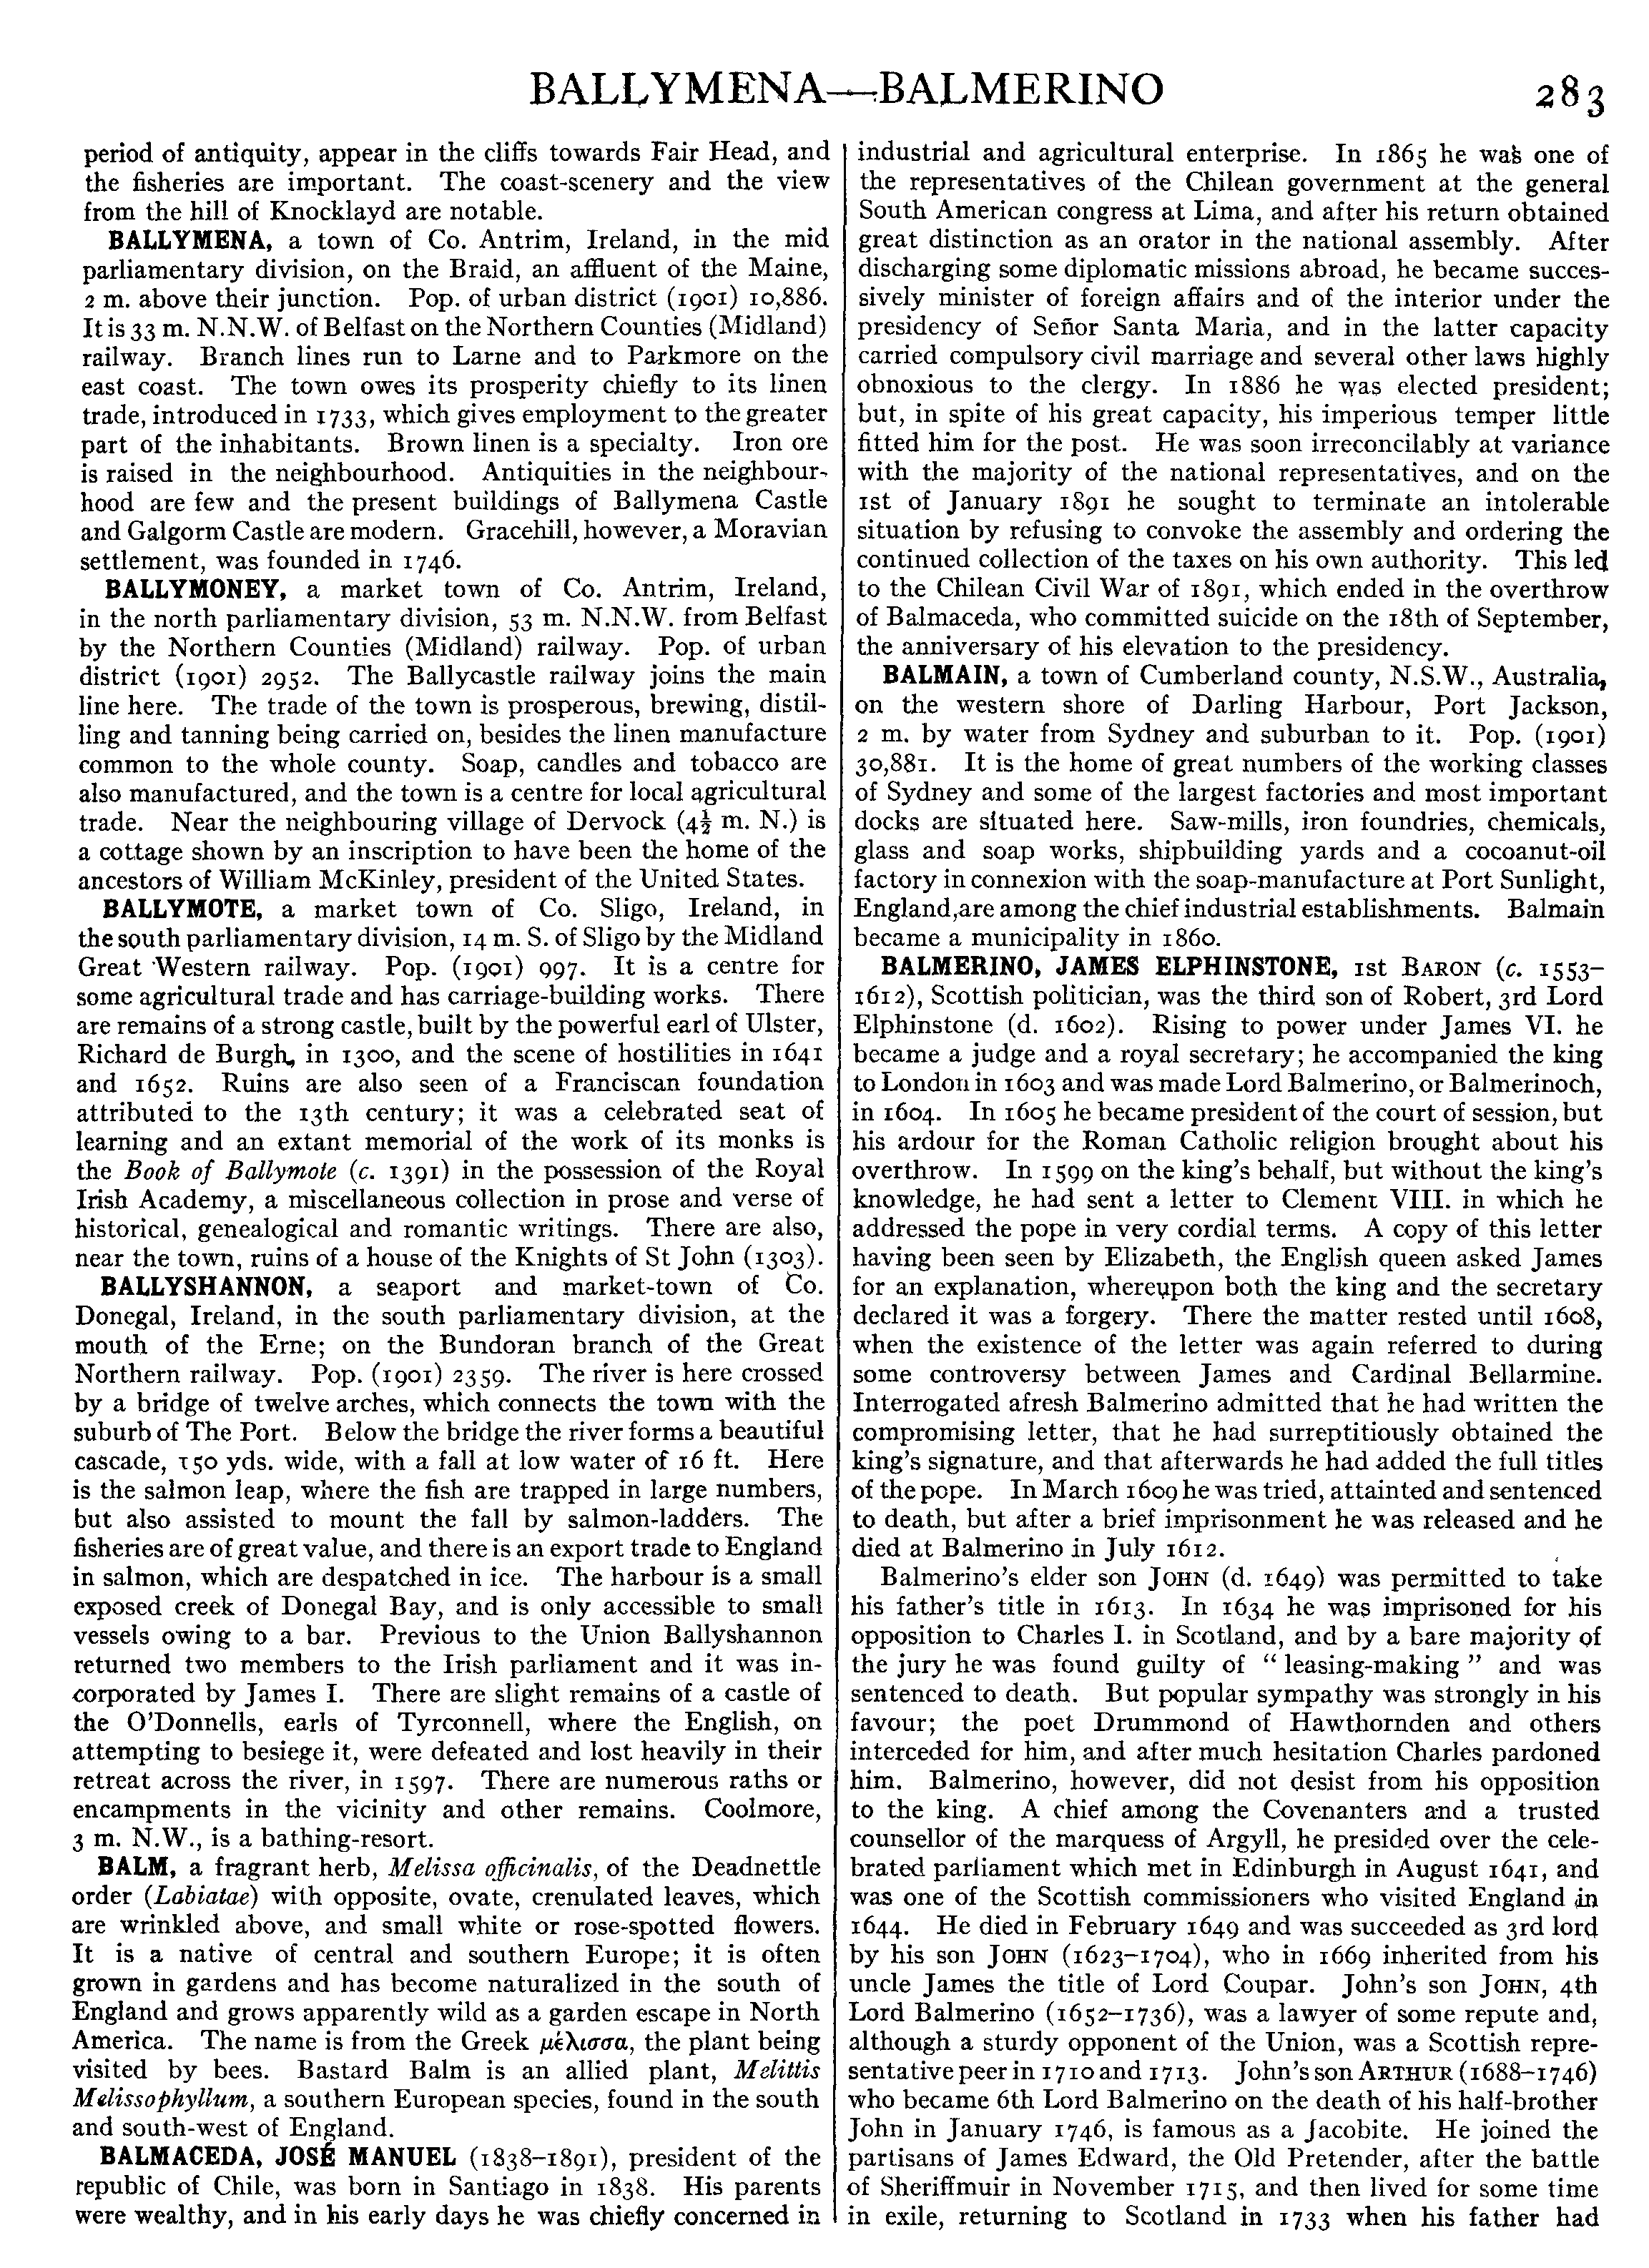 BALLYMENA—BALMERINO
283
period of antiquity, appear in the cliffs towards Fair Head, and
the fisheries are important. The coast-scenery and the view
from the hill of Knocklayd are notable.
BALLYMENA, a town of Co. Antrim, Ireland, in the mid
parliamentary division, on the Braid, an affluent of the Maine,
2 m. above their junction. Pop. of urban district (1901) 10,886.
It is 33 m. N.N.W. of Belfast on the Northern Counties (Midland)
railway. Branch lines run to Larne and to Parkmore on the
east coast. The town owes its prosperity chiefly to its linen
trade, introduced in 1733, which gives employment to the greater
part of the inhabitants. Brown linen is a specialty. Iron ore
is raised in the neighbourhood. Antiquities in the neighbour-
hood are few and the present buildings of Ballymena Castle
and Galgorm Castle are modern. Gracehill, however, a Moravian
settlement, was founded in 1746.
BALLYMONEY, a market town of Co. Antrim, Ireland,
in the north parliamentary division, 53 m. N.N.W. from Belfast
by the Northern Counties (Midland) railway. Pop. of urban
district (1901) 2952. The Ballycastle railway joins the main
line here. The trade of the town is prosperous, brewing, distil-
ling and tanning being carried on, besides the linen manufacture
common to the whole county. Soap, candles and tobacco are
also manufactured, and the town is a centre for local agricultural
trade. Near the neighbouring village of Dervock (4½ m. N.) is
a cottage shown by an inscription to have been the home of the
ancestors of William McKinley, president of the United States.
BALLYMOTE, a market town of Co. Sligo, Ireland, in
the south parliamentary division, 14 m. S. of Sligo by the Midland
Great Western railway. Pop. (1901) 997. It is a centre for
some agricultural trade and has carriage-building works. There
are remains of a strong castle, built by the powerful earl of Ulster,
Richard de Burgh, in 1300, and the scene of hostilities in 1641
and 1652. Ruins are also seen of a Franciscan foundation
attributed to the 13th century; it was a celebrated seat of
learning and an extant memorial of the work of its monks is
the Book of Ballymote (c. 1391) in the possession of the Royal
Irish Academy, a miscellaneous collection in prose and verse of
historical, genealogical and romantic writings. There are also,
near the town, ruins of a house of the Knights of St John (1303).
BALLYSHANNON, a seaport and market-town of Co.
Donegal, Ireland, in the south parliamentary division, at the
mouth of the Erne; on the Bundoran branch of the Great
Northern railway. Pop. (1901) 2359. The river is here crossed
by a bridge of twelve arches, which connects the town with the
suburb of The Port. Below the bridge the river forms a beautiful
cascade, 150 yds. wide, with a fall at low water of 16 ft. Here
is the salmon leap, where the fish are trapped in large numbers,
but also assisted to mount the fall by salmon-ladders. The
fisheries are of great value, and there is an export trade to England
in salmon, which are despatched in ice. The harbour is a small
exposed creek of Donegal Bay, and is only accessible to small
vessels owing to a bar. Previous to the Union Ballyshannon
returned two members to the Irish parliament and it was in-
corporated by James I. There are slight remains of a castle of
the O'Donnells, earls of Tyrconnell, where the English, on
attempting to besiege it, were defeated and lost heavily in their
retreat across the river, in 1597. There are numerous raths or
encampments in the vicinity and other remains. Coolmore,
3 m. N.W., is a bathing-resort.
BALM, a fragrant herb, Melissa officinalis, of the Deadnettle
order (Labiatae) with opposite, ovate, crenulated leaves, which
are wrinkled above, and small white or rose-spotted flowers.
It is a native of central and southern Europe; it is often
grown in gardens and has become naturalized in the south of
England and grows apparently wild as a garden escape in North
America. The name is from the Greek μέλισσα, the plant being
visited by bees. Bastard Balm is an allied plant, Melittis
Melissophyllum, a southern European species, found in the south
and south-west of England.
BALMACEDA, JOSÉ MANUEL (1838–1891), president of the
republic of Chile, was born in Santiago in 1838. His parents
were wealthy, and in his early days he was chiefly concerned in
industrial and agricultural enterprise. In 1865 he was one of
the representatives of the Chilean government at the general
South American congress at Lima, and after his return obtained
great distinction as an orator in the national assembly. After
discharging some diplomatic missions abroad, he became succes-
sively minister of foreign affairs and of the interior under the
presidency of Señor Santa Maria, and in the latter capacity
carried compulsory civil marriage and several other laws highly
obnoxious to the clergy. In 1886 he was elected president;
but, in spite of his great capacity, his imperious temper little
fitted him for the post. He was soon irreconcilably at variance
with the majority of the national representatives, and on the
1st of January 1891 he sought to terminate an intolerable
situation by refusing to convoke the assembly and ordering the
continued collection of the taxes on his own authority. This led
to the Chilean Civil War of 1891, which ended in the overthrow
of Balmaceda, who committed suicide on the 18th of September,
the anniversary of his elevation to the presidency.
BALMAIN, a town of Cumberland county, N.S.W., Australia,
on the western shore of Darling Harbour, Port Jackson,
2 m. by water from Sydney and suburban to it. Pop. (1901)
30,881. It is the home of great numbers of the working classes
of Sydney and some of the largest factories and most important
docks are situated here. Saw-mills, iron foundries, chemicals,
glass and soap works, shipbuilding yards and a cocoanut-oil
factory in connexion with the soap-manufacture at Port Sunlight,
England,are among the chief industrial establishments. Balmain
became a municipality in 1860.
BALMERINO, JAMES ELPHINSTONE, 1st BARON (c. 1553–
1612), Scottish politician, was the third son of Robert, 3rd Lord
Elphinstone (d. 1602). Rising to power under James VI. he
became a judge and a royal secretary; he accompanied the king
to London in 1603 and was made Lord Balmerino, or Balmerinoch,
in 1604. In 1605 he became president of the court of session, but
his ardour for the Roman Catholic religion brought about his
overthrow. In 1599 on the king's behalf, but without the king's
knowledge, he had sent a letter to Clement VIII. in which he
addressed the pope in very cordial terms. A copy of this letter
having been seen by Elizabeth, the English queen asked James
for an explanation, whereupon both the king and the secretary
declared it was a forgery. There the matter rested until 1608,
when the existence of the letter was again referred to during
some controversy between James and Cardinal Bellarmine.
Interrogated afresh Balmerino admitted that he had written the
compromising letter, that he had surreptitiously obtained the
king's signature, and that afterwards he had added the full titles
of the pope. In March 1609 he was tried, attainted and sentenced
to death, but after a brief imprisonment he was released and he
died at Balmerino in July 1612.
Balmerino's elder son JOHN (d. 1649) was permitted to take
his father's title in 1613. In 1634 he was imprisoned for his
opposition to Charles I. in Scotland, and by a bare majority of
the jury he was found guilty of " leasing-making " and was
sentenced to death. But popular sympathy was strongly in his
favour; the poet Drummond of Hawthornden and others
interceded for him, and after much hesitation Charles pardoned
him. Balmerino, however, did not desist from his opposition
to the king. A chief among the Covenanters and a trusted
counsellor of the marquess of Argyll, he presided over the cele-
brated parliament which met in Edinburgh in August 1641, and
was one of the Scottish commissioners who visited England in
1644. He died in February 1649 and was succeeded as 3rd lord
by his son JOHN (1623–1704), who in 1669 inherited from his
uncle James the title of Lord Coupar. John's son JOHN, 4th
Lord Balmerino (1652–1736), was a lawyer of some repute and,
although a sturdy opponent of the Union, was a Scottish repre-
sentative peer in 1710 and 1713. John's son ARTHUR (1688–1746)
who became 6th Lord Balmerino on the death of his half-brother
John in January 1746, is famous as a Jacobite. He joined the
partisans of James Edward, the Old Pretender, after the battle
of Sheriffmuir in November 1715, and then lived for some time
in exile, returning to Scotland in 1733 when his father had